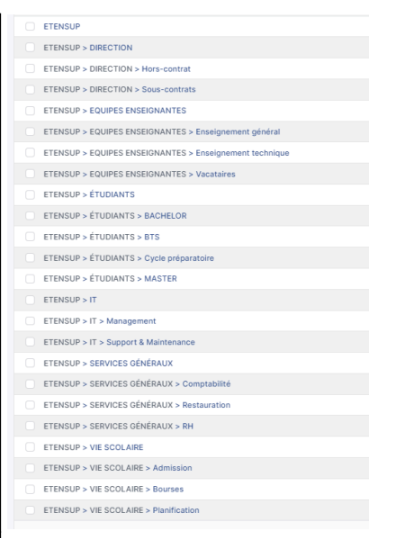 ETENSUP
ETENSUP > DIRECTION
ETENSUP > DIRECTION > Hors-contrat
ETENSUP > DIRECTION > Sous-contrats
ETENSUP > EQUIPES ENSEIGNANTES
ETENSUP > EQUIPES ENSEIGNANTES > Enseignement général
ETENSUP > EQUIPES ENSEIGNANTES > Enseignement technique
ETENSUP > EQUIPES ENSEIGNANTES > Vacataires
ETENSUP > ÉTUDIANTS
ETENSUP > ÉTUDIANTS > BACHELOR
ETENSUP > ÉTUDIANTS > BTS
ETENSUP > ÉTUDIANTS > Cycle préparatoire
ETENSUP > ÉTUDIANTS > MASTER
ETENSUP > IT
ETENSUP > IT > Management
ETENSUP > IT > Support & Maintenance
ETENSUP > SERVICES GÉNÉRAUX
ETENSUP > SERVICES GÉNÉRAUX > Comptabilité
ETENSUP > SERVICES GÉNÉRAUX > Restauration
ETENSUP > SERVICES GÉNÉRAUX > RH
ETENSUP > VIE SCOLAIRE
ETENSUP > VIE SCOLAIRE > Admission
ETENSUP > VIE SCOLAIRE > Bourses
ETENSUP > VIE SCOLAIRE > Planification